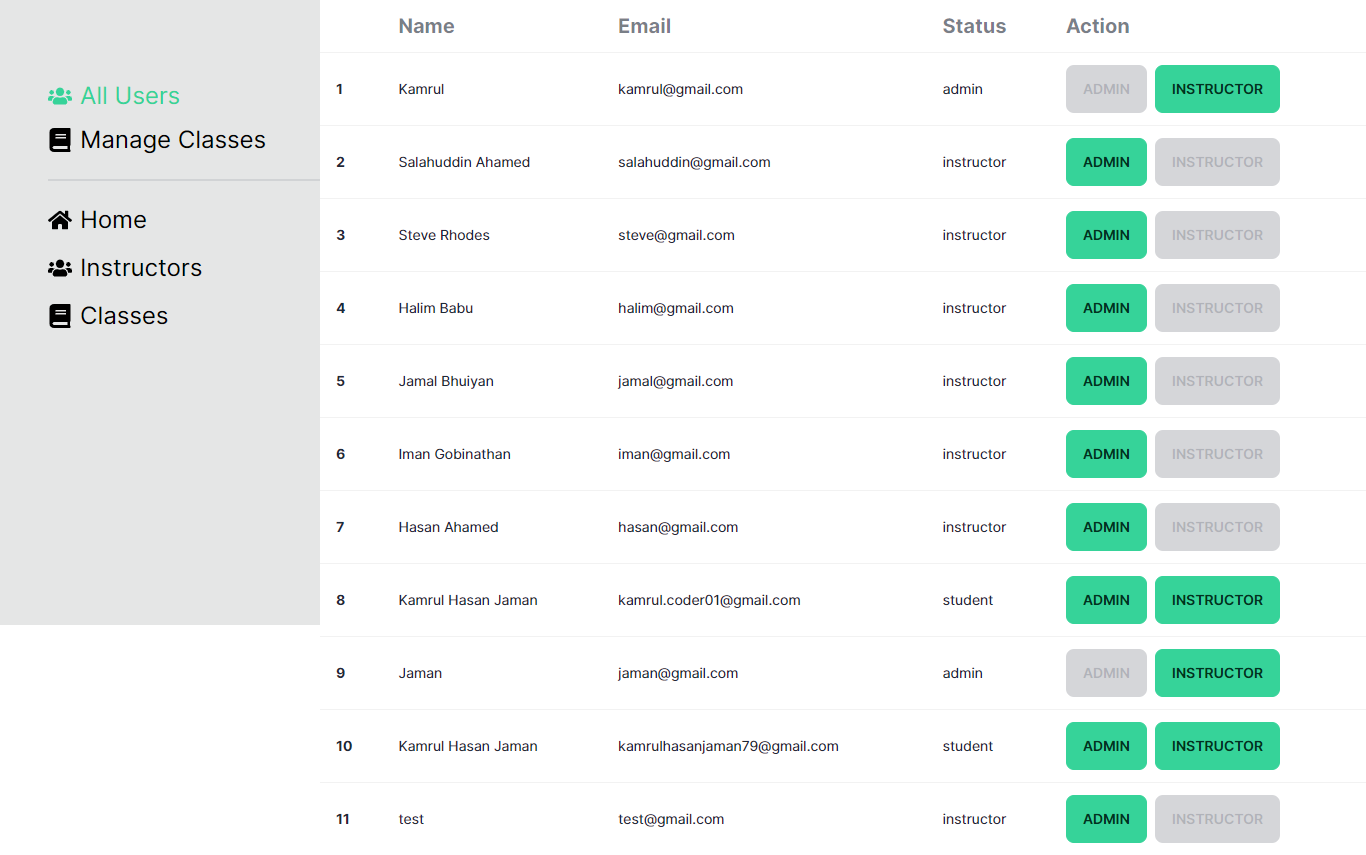 All Users
Manage Classes
Home
Instructors
Classes
Name Email Status Action
1 Kamrul kamrul@gmail.com admin ADMIN INSTRUCTOR
2 Salahuddin Ahamed salahuddin@gmail.com instructor ADMIN INSTRUCTOR
3 Steve Rhodes steve@gmail.com instructor ADMIN INSTRUCTOR
4 Halim Babu halim@gmail.com instructor ADMIN INSTRUCTOR
5 Jamal Bhuiyan jamal@gmail.com instructor ADMIN INSTRUCTOR
6 Iman Gobinathan iman@gmail.com instructor ADMIN INSTRUCTOR
7 Hasan Ahamed hasan@gmail.com instructor ADMIN INSTRUCTOR
8 Kamrul Hasan Jaman kamrul.coder01@gmail.com student ADMIN INSTRUCTOR
9 Jaman jaman@gmail.com admin ADMIN INSTRUCTOR
10 Kamrul Hasan Jaman kamrulhasanjaman79@gmail.com student ADMIN INSTRUCTOR
11 test test@gmail.com instructor ADMIN INSTRUCTOR